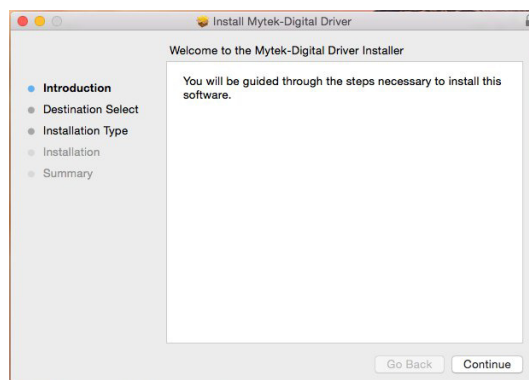 Install Mytek-Digital Driver
Welcome to the Mytek-Digital Driver Installer
Introduction
Destination Select
Installation Type
Installation
Summary
You will be guided through the steps necessary to install this
software.
Go Back
Continue